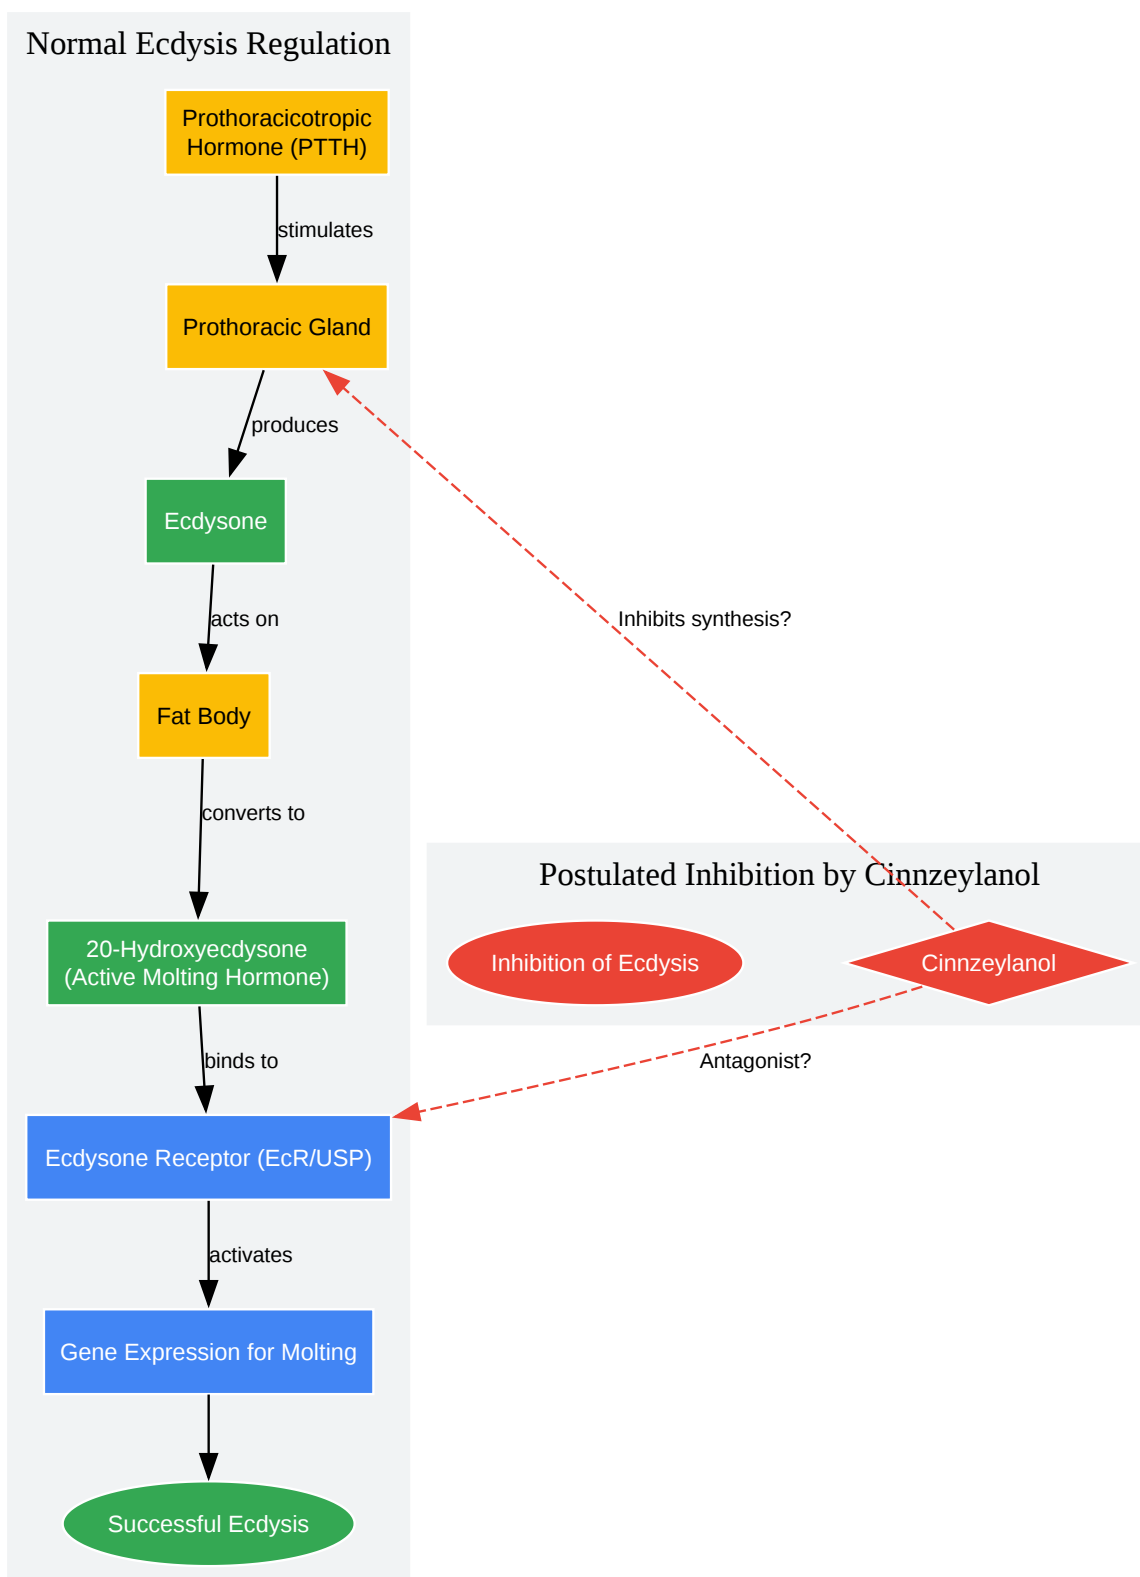 Normal Ecdysis Regulation
Prothoracicotropic
Hormone (PTTH)
stimulates
Prothoracic Gland
produces
Ecdysone
acts on
Inhibits synthesis?
Fat Body
converts to
Postulated Inhibition by Cinnzeylanol
20-Hydroxyecdysone
(Active Molting Hormone)
Inhibition of Ecdysis
Cinnzeylanol
binds to
Antagonist?
Ecdysone Receptor (EcR/USP)
activates
Gene Expression for Molting
Successful Ecdysis